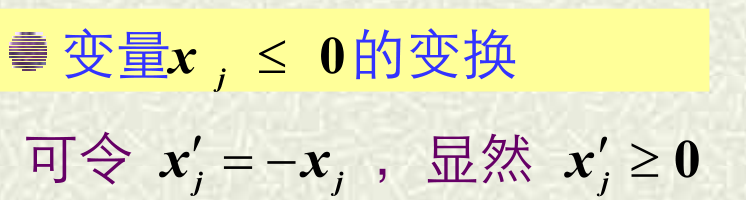 变量x_j ≤ 0的变换
可令 x′_j = −x_j ，显然 x′_j ≥ 0